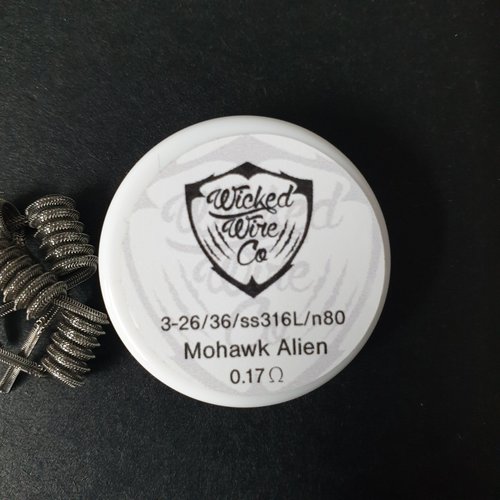 Wicked
Wire
Co
3-26/36/ss316L/n80
Mohawk Alien
0.17Ω